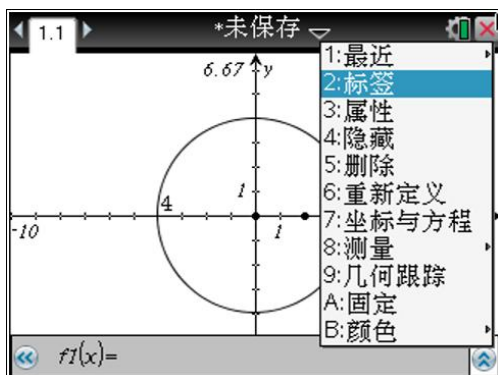 1.1
*未保存
6.67
y
1:最近
2:标签
3:属性
4:隐藏
5:删除
6:重新定义
7:坐标与方程
8:测量
9:几何跟踪
A:固定
B:颜色
4
1
-10
1
f1(x)=